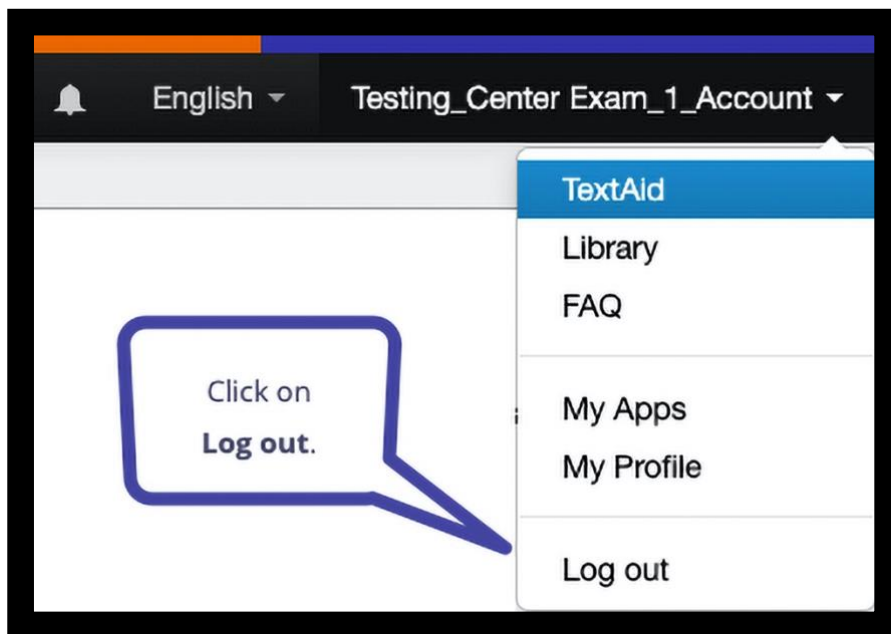 English
Testing_Center Exam_1_Account
TextAid
Library
FAQ
Click on
Log out.
My Apps
My Profile
Log out